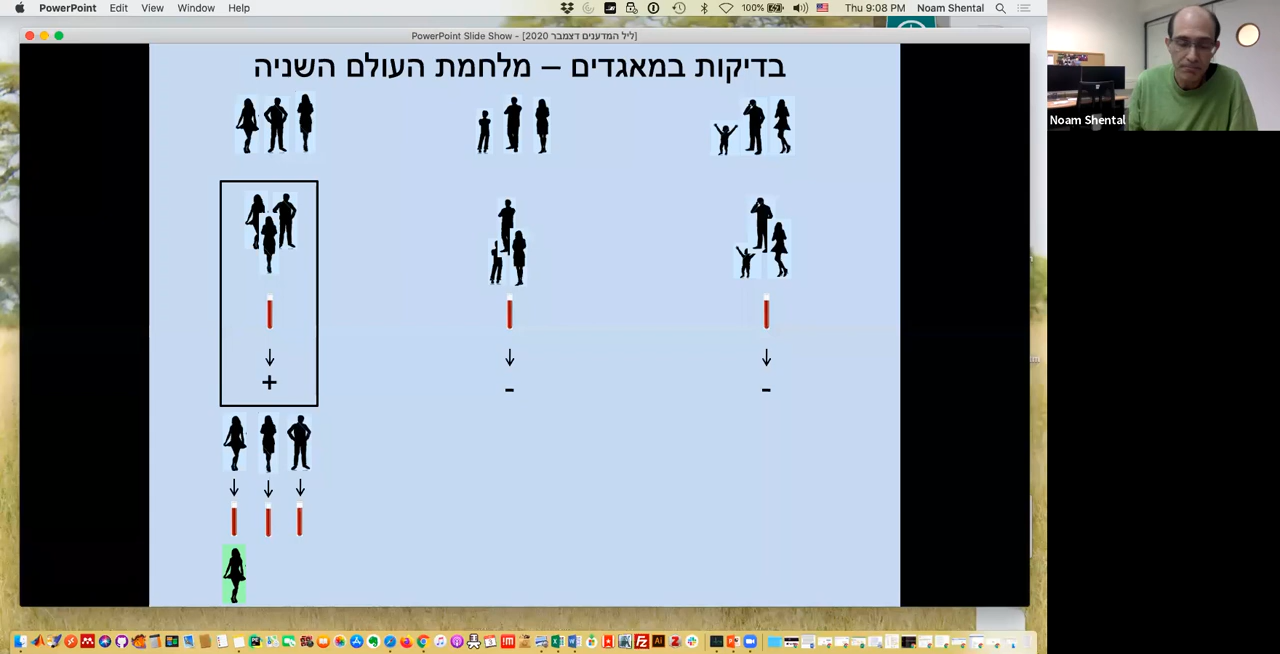 PowerPoint Edit View Window Help 100% Thu 9:08 PM Noam Shental
PowerPoint Slide Show - [ליל המדענים דצמבר 2020]
בדיקות במאגדים – מלחמת העולם השניה
+
-
-
Noam Shental